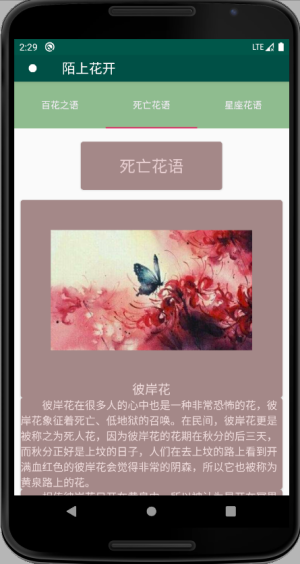 2:29
LTE
陌上花开
百花之语 死亡花语 星座花语
死亡花语
彼岸花
彼岸花在很多人的心中也是一种非常恐怖的花，彼
岸花象征着死亡、低地狱的召唤。在民间，彼岸花更是
被称之为死人花，因为彼岸花的花期在秋分的后三天，
而秋分正好是上坟的日子，人们在去上坟的路上看到开
满血红色的彼岸花会觉得非常的阴森，所以它也被称为
黄泉路上的花。